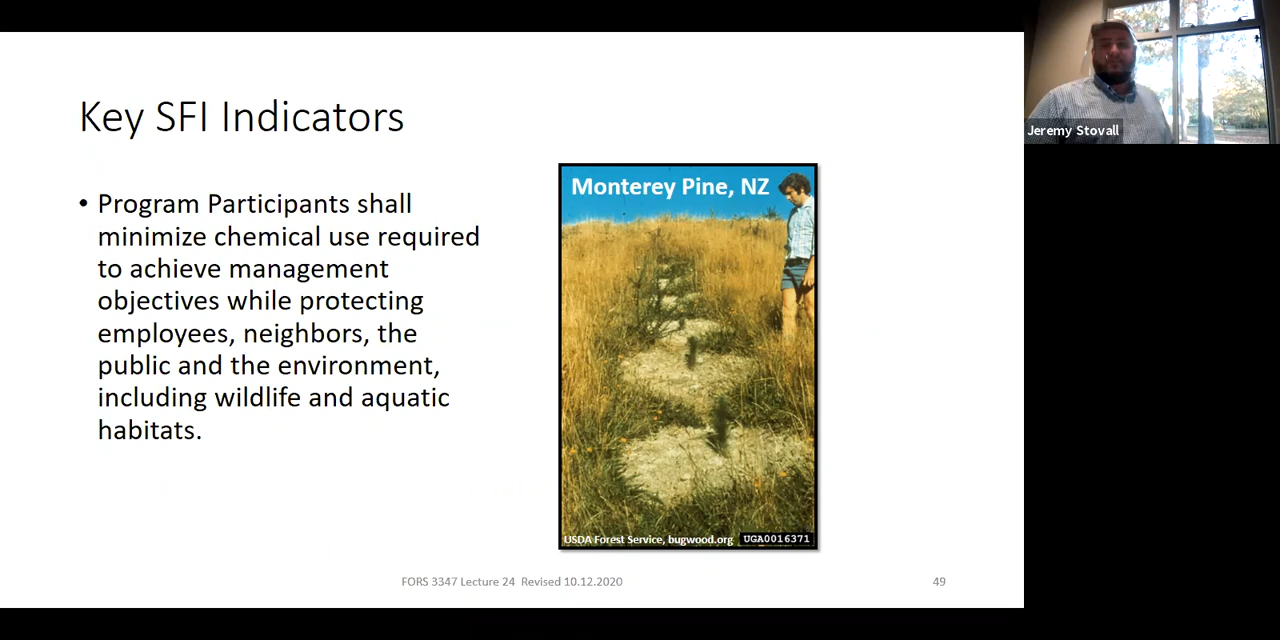 Key SFI Indicators
• Program Participants shall
minimize chemical use required
to achieve management
objectives while protecting
employees, neighbors, the
public and the environment,
including wildlife and aquatic
habitats.
Monterey Pine, NZ
USDA Forest Service, bugwood.org
UGA0016371
FORS 3347 Lecture 24 Revised 10.12.2020
49
Jeremy Stovall